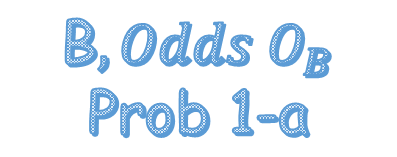 B, Odds O_B
Prob 1-a